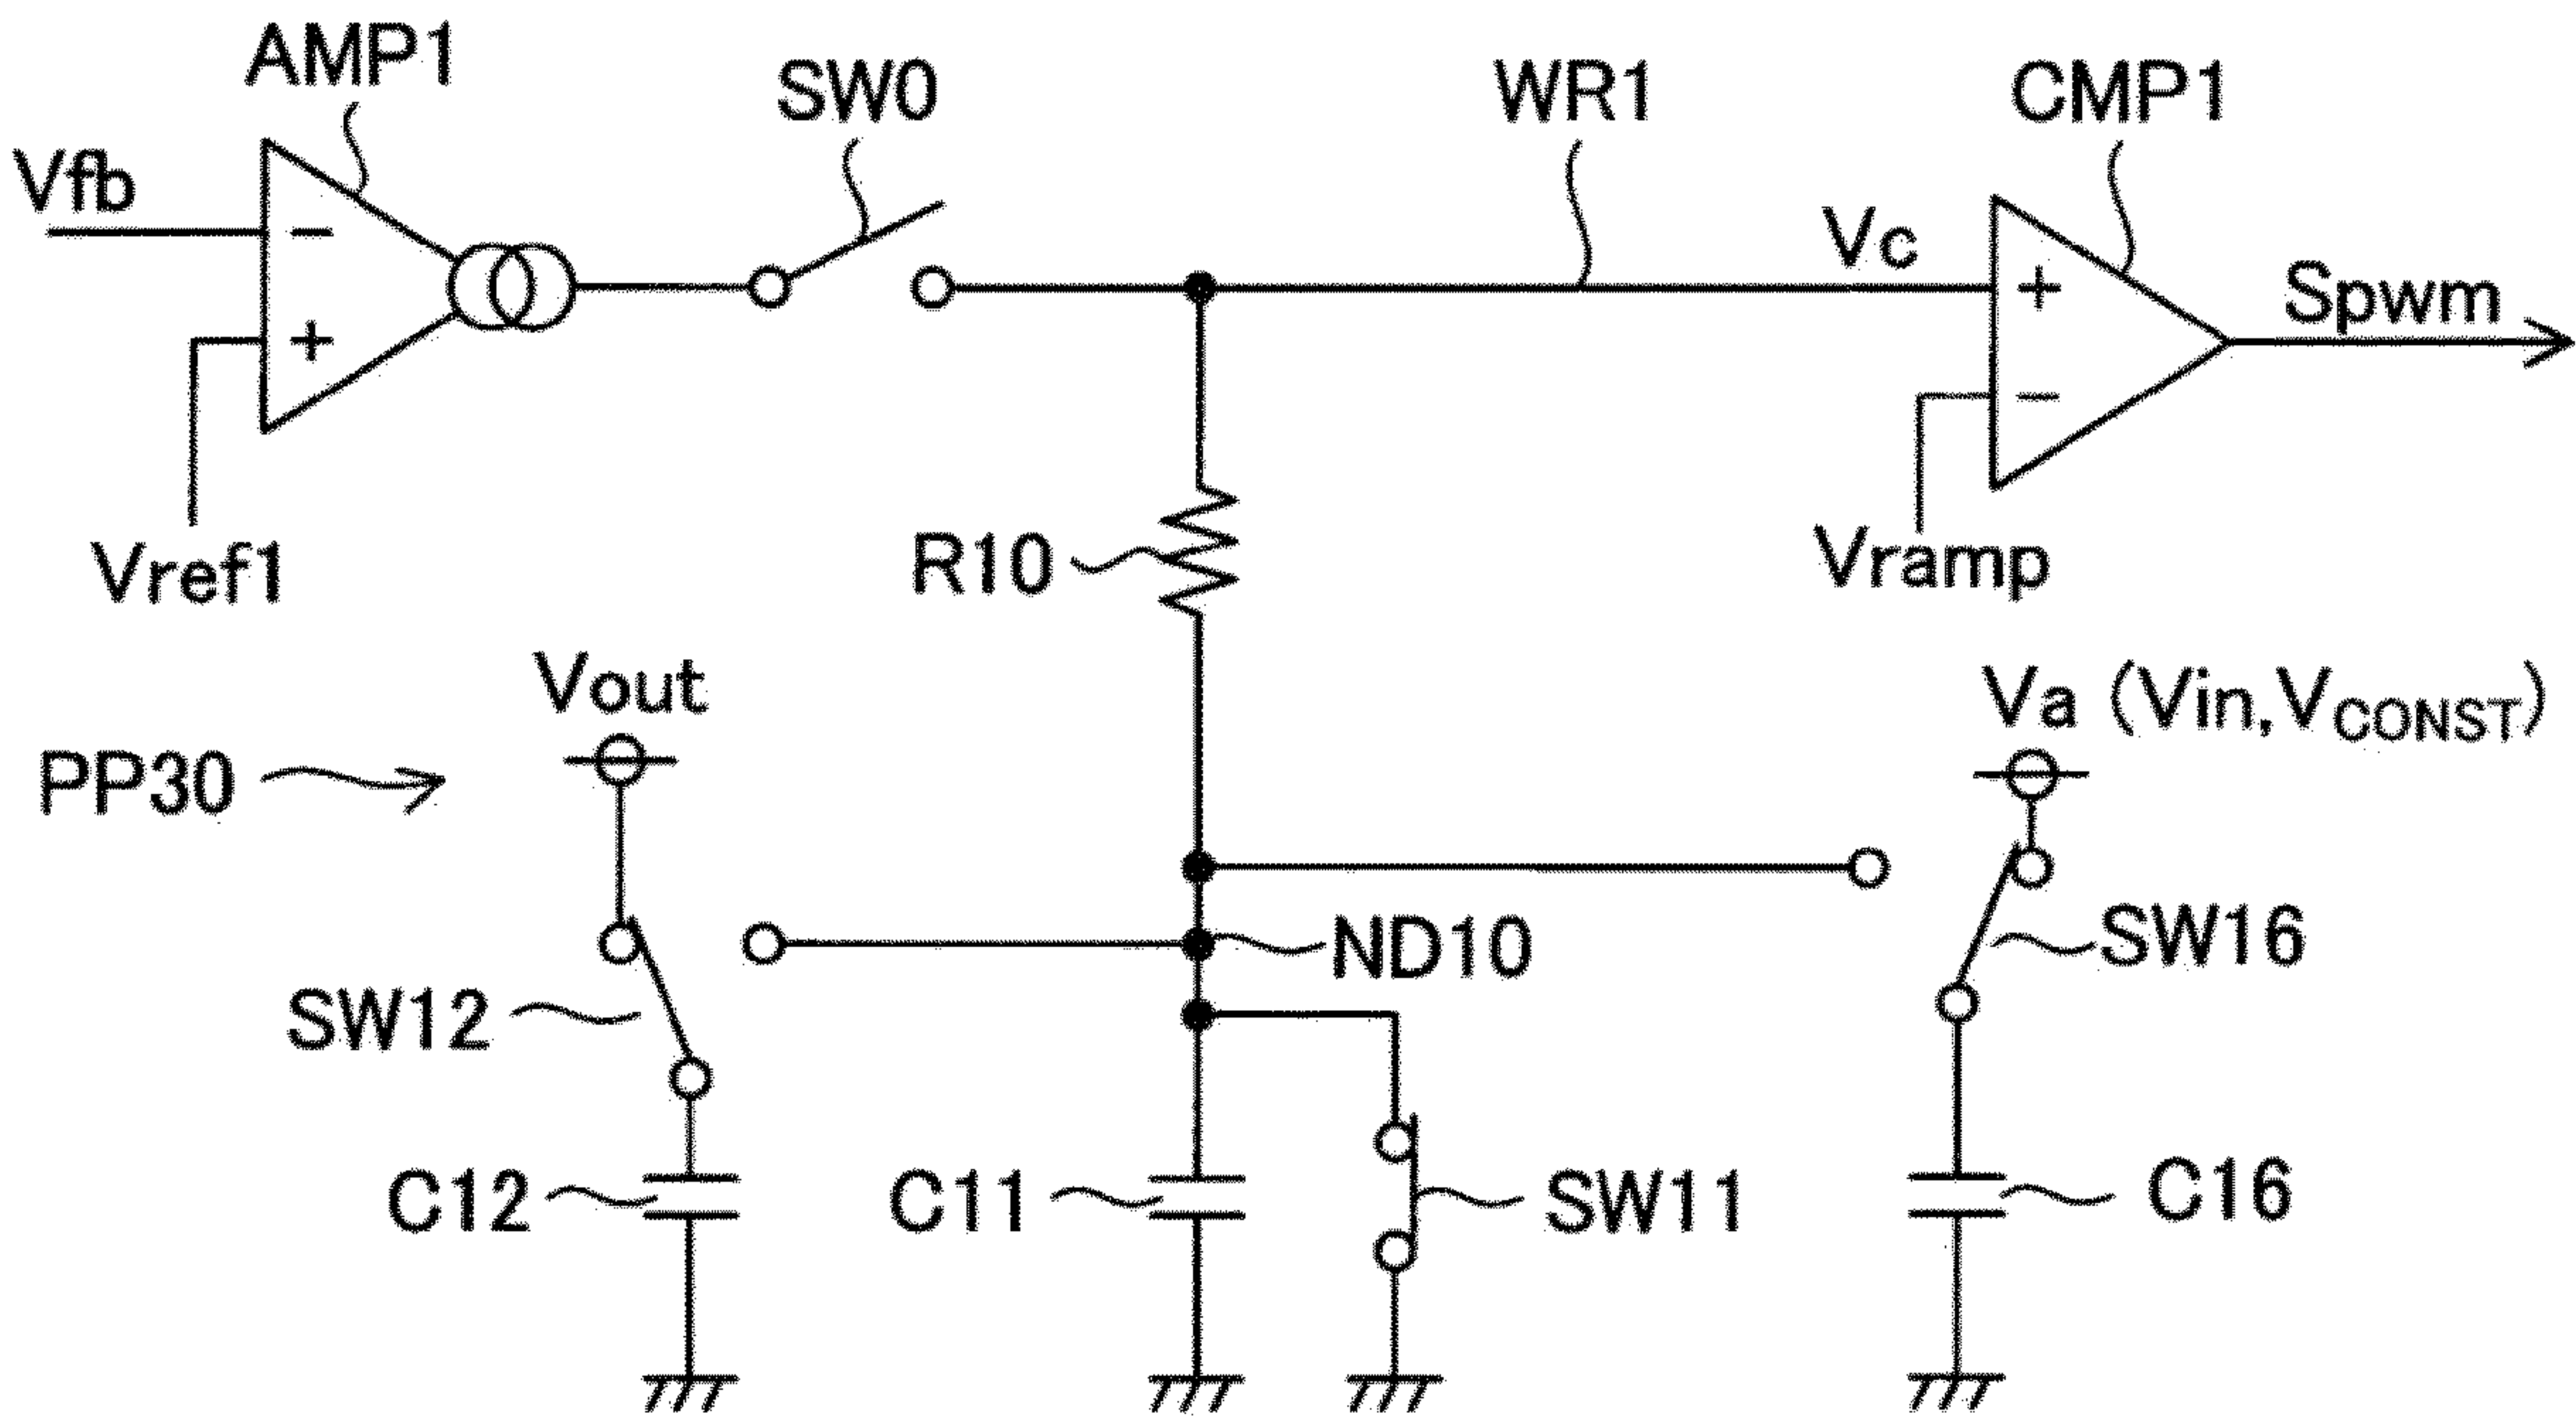 AMP1
SW0
WR1
CMP1
Vfb
−
+
Vref1
Vc
+
−
Spwm
Vramp
R10
Vout
Va (Vin,VCONST)
PP30
ND10
SW16
SW12
C12
C11
SW11
C16